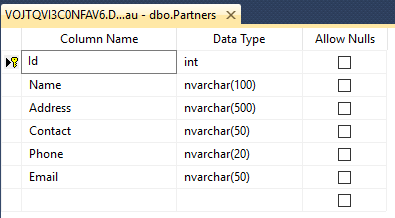 VOJTQVI3C0NFAV6.D...au - dbo.Partners
Column Name Data Type Allow Nulls
Id int
Name nvarchar(100)
Address nvarchar(500)
Contact nvarchar(50)
Phone nvarchar(20)
Email nvarchar(50)